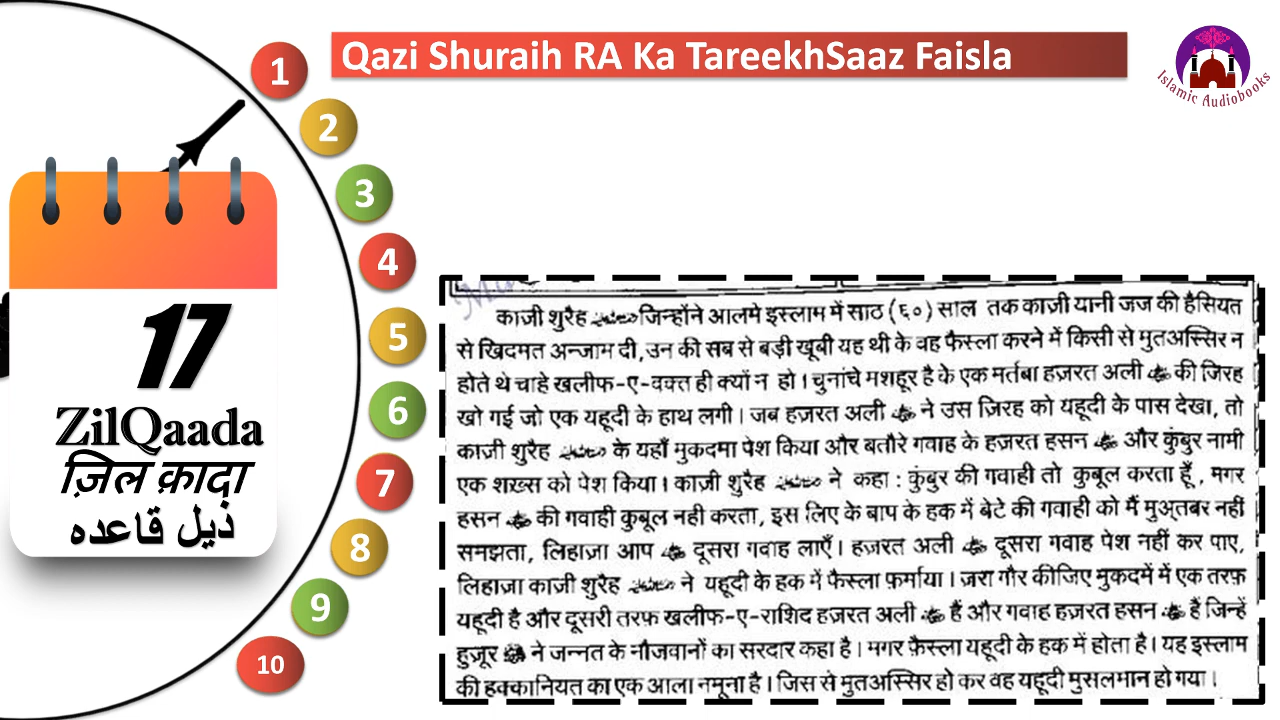 Qazi Shuraih RA Ka TareekhSaaz Faisla
Islamic Audiobooks
1
2
3
4
5
6
7
8
9
10
17
ZilQaada
ज़िल क़ादा
ذیل قاعدہ
काज़ी शुरैह जिन्होंने आलमे इस्लाम में साठ (६०) साल तक काज़ी यानी जज की हैसियत
से खिदमत अन्जाम दी, उन की सब से बड़ी खूबी यह थी के वह फैस्ला करने में किसी से मुतअस्सिर न
होते थे चाहे खलीफ-ए-वक्त ही क्यों न हो। चुनांचे मशहूर है के एक मर्तबा हज़रत अली की जिरह
खो गई जो एक यहूदी के हाथ लगी। जब हज़रत अली ने उस ज़िरह को यहूदी के पास देखा, तो
काज़ी शुरैह के यहाँ मुकदमा पेश किया और बतौरे गवाह के हज़रत हसन और कुंबुर नामी
एक शख्स को पेश किया। काज़ी शुरैह ने कहा : कुंबुर की गवाही तो कुबूल करता हूँ, मगर
हसन की गवाही कुबूल नही करता, इस लिए के बाप के हक में बेटे की गवाही को मैं मुअ्तबर नहीं
समझता, लिहाज़ा आप दूसरा गवाह लाएँ। हज़रत अली दूसरा गवाह पेश नहीं कर पाए,
लिहाजा काज़ी शुरैह ने यहूदी के हक में फैस्ला फ़र्माया। ज़रा गौर कीजिए मुकदमें में एक तरफ़
यहूदी है और दूसरी तरफ़ खलीफ-ए-राशिद हज़रत अली हैं और गवाह हज़रत हसन हैं जिन्हें
हुज़ूर ने जन्नत के नौजवानों का सरदार कहा है। मगर फ़ैस्ला यहूदी के हक में होता है। यह इस्लाम
की हक्कानियत का एक आला नमूना है। जिस से मुतअस्सिर हो कर वह यहूदी मुसलमान हो गया।